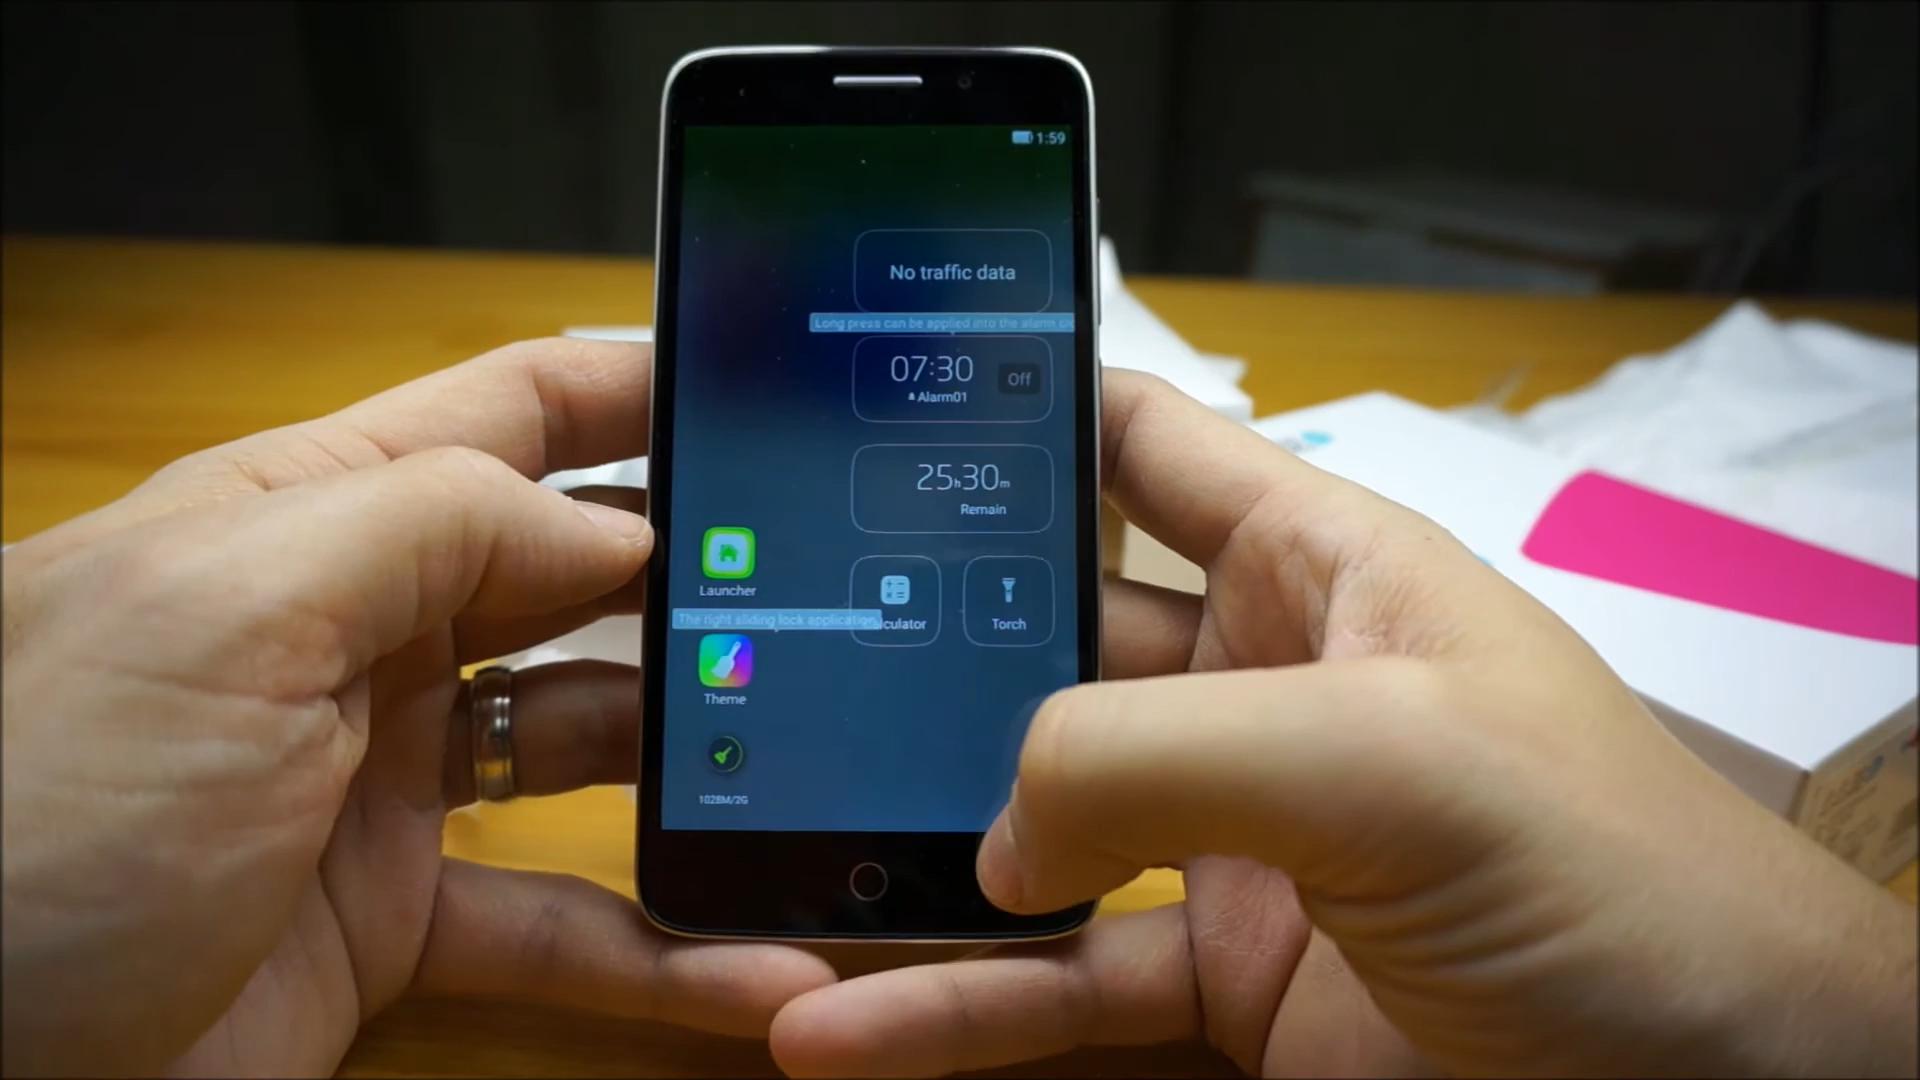 1:59
No traffic data
Long press can be applied into the alarm clo
07:30
Off
Alarm01
25h30m
Remain
Launcher
The right sliding lock application
lculator
Torch
Theme
1028M/2G